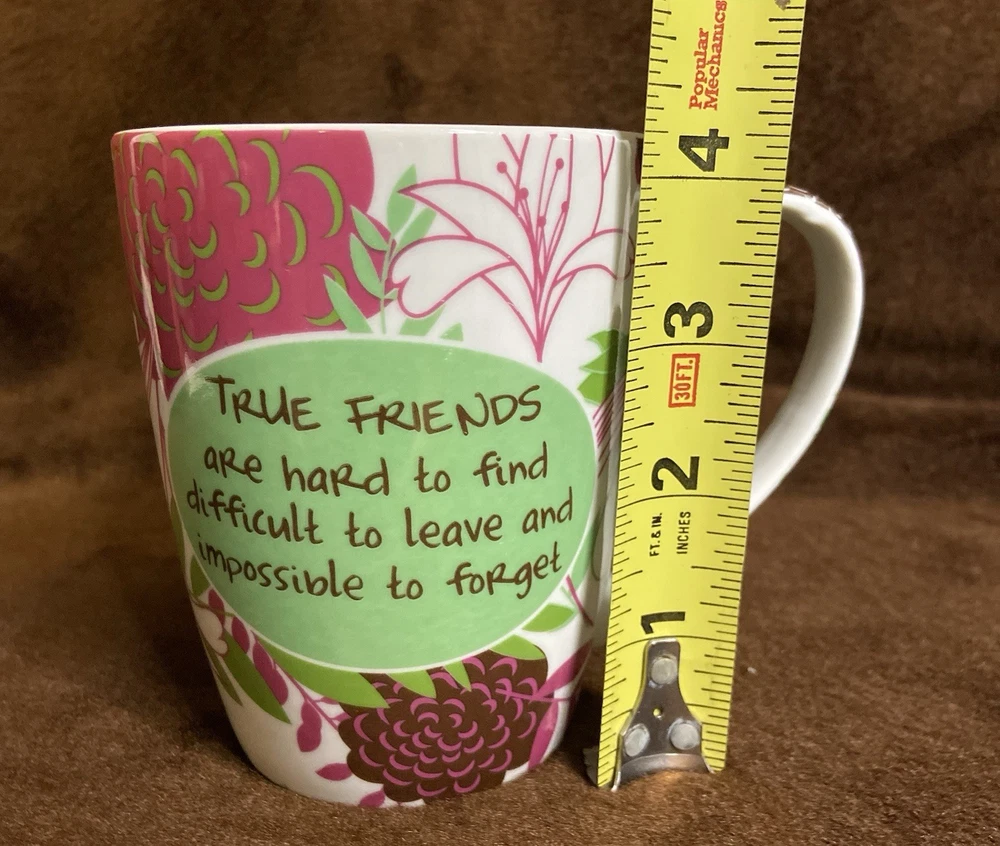 TRUE FRIENDS
are hard to find
difficult to leave and
impossible to forget
Popular
Mechanics
4
3
30FT.
2
FT. & IN.
INCHES
1